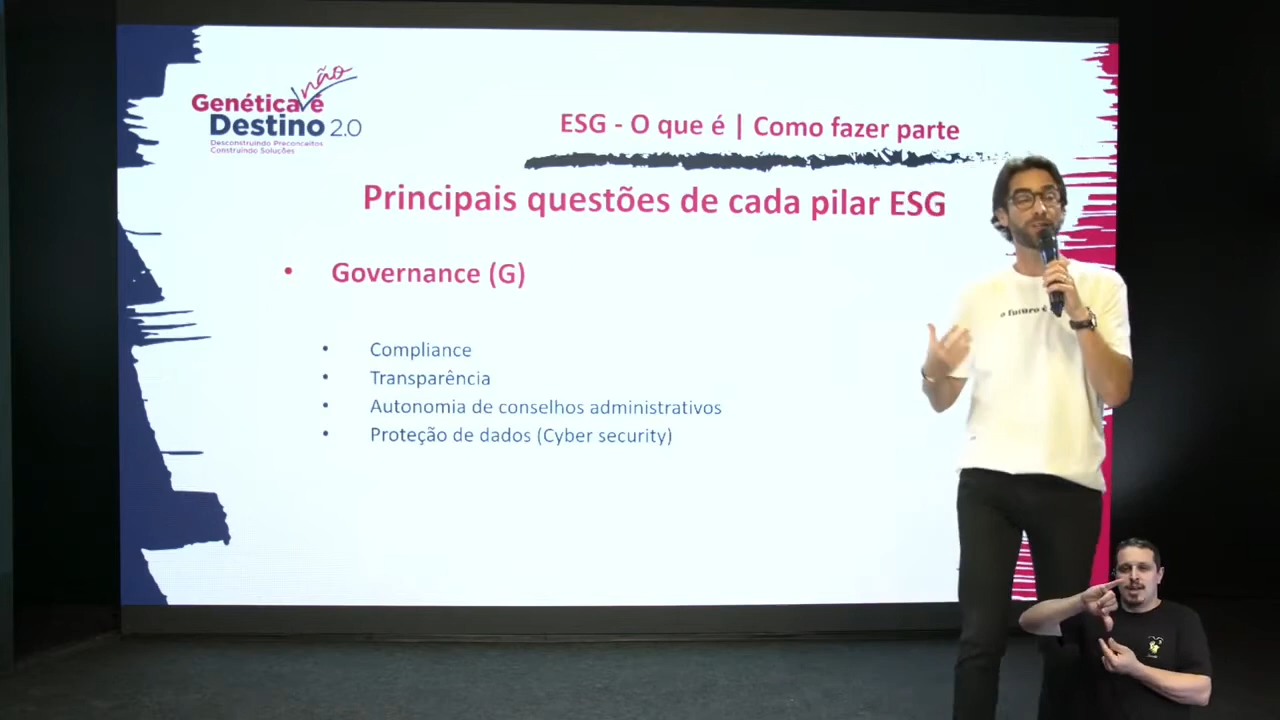 não
Genética é
Destino 2.0
Desconstruindo Preconceitos
Construindo Soluções
ESG - O que é | Como fazer parte
Principais questões de cada pilar ESG
• Governance (G)
• Compliance
• Transparência
• Autonomia de conselhos administrativos
• Proteção de dados (Cyber security)
o futuro é